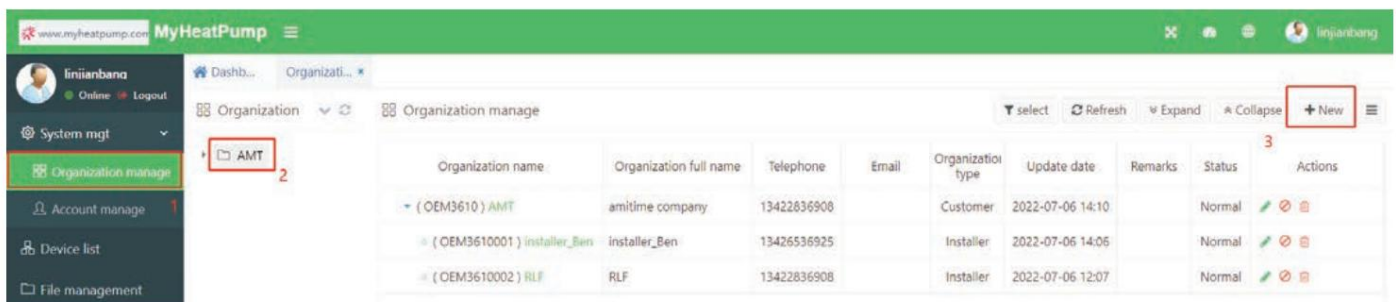 www.myheatpump.com MyHeatPump linjianbang
linjianbang
Online Logout
Dashb... Organizati... ×
Organization
Organization manage
select Refresh Expand Collapse + New
System mgt
3
AMT
2
Organization name Organization full name Telephone Email Organization type Update date Remarks Status Actions
Organization manage
1
Account manage
Device list
File management
( OEM3610 ) AMT amitime company 13422836908 Customer 2022-07-06 14:10 Normal
( OEM3610001 ) installer_Ben installer_Ben 13426536925 Installer 2022-07-06 14:06 Normal
( OEM3610002 ) RLF RLF 13422836908 Installer 2022-07-06 12:07 Normal